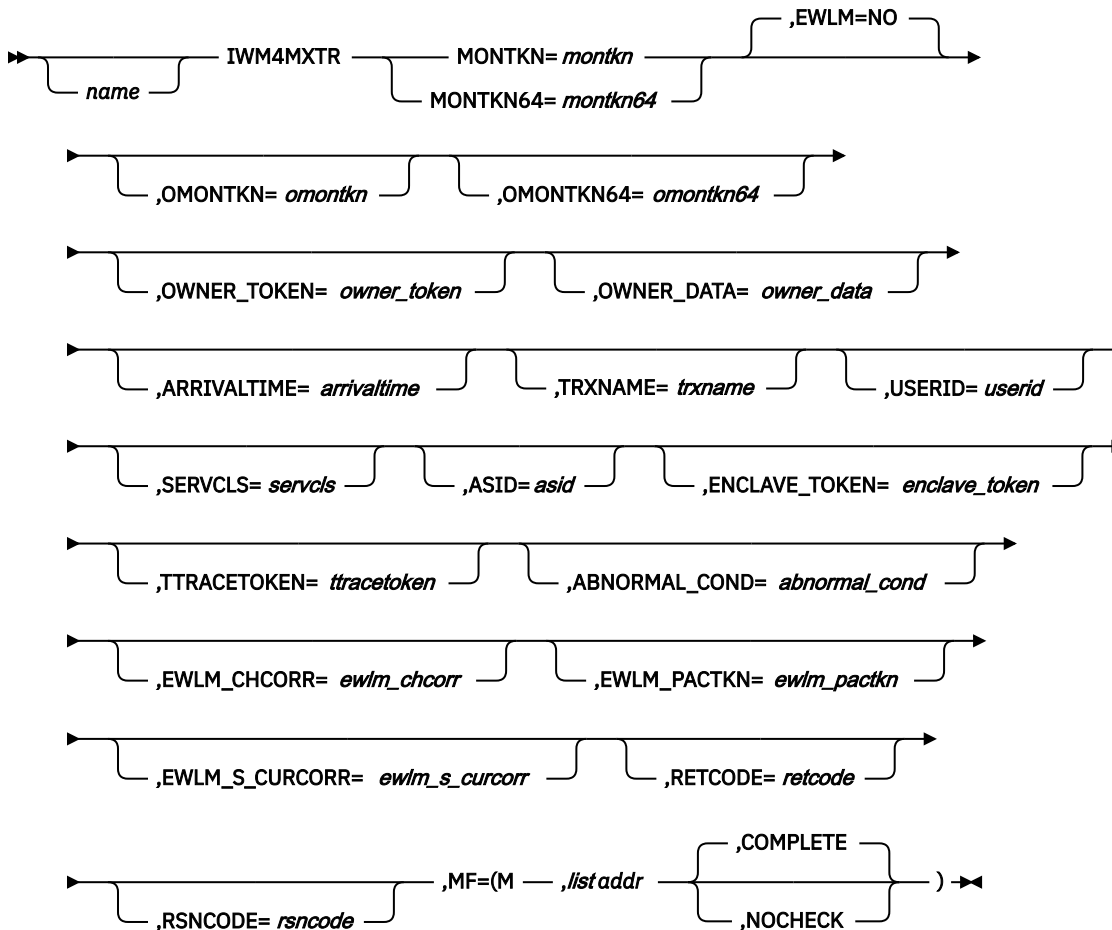 ,EWLM=NO
name IWM4MXTR MONTKN= montkn
MONTKN64= montkn64
,OMONTKN= omontkn ,OMONTKN64= omontkn64
,OWNER_TOKEN= owner_token ,OWNER_DATA= owner_data
,ARRIVALTIME= arrivaltime ,TRXNAME= trxname ,USERID= userid
,SERVCLS= servcls ,ASID= asid ,ENCLAVE_TOKEN= enclave_token
,TTRACETOKEN= ttracetoken ,ABNORMAL_COND= abnormal_cond
,EWLM_CHCORR= ewlm_chcorr ,EWLM_PACTKN= ewlm_pactkn
,EWLM_S_CURCORR= ewlm_s_curcorr ,RETCODE= retcode
,COMPLETE
,RSNCODE= rsncode ,MF=(M ,list addr )
,NOCHECK